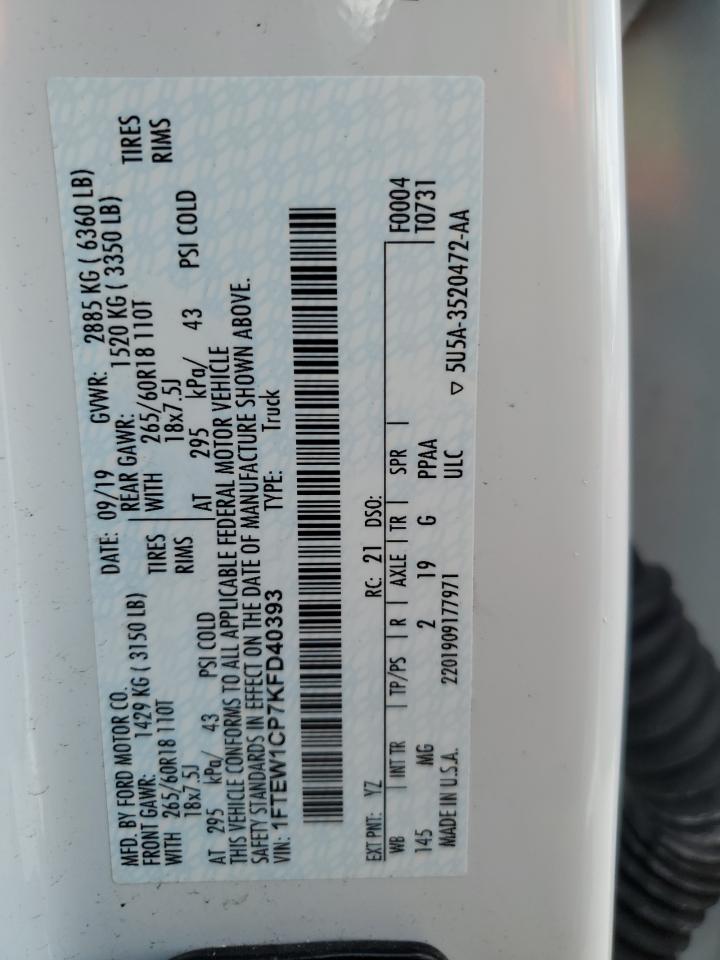 MFD. BY FORD MOTOR CO. DATE: 09/19 GVWR: 2885 KG ( 6360 LB)
FRONT GAWR: 1429 KG ( 3150 LB) REAR GAWR: 1520 KG ( 3350 LB)
WITH 265/60R18 110T TIRES WITH 265/60R18 110T TIRES
18x7.5J RIMS 18x7.5J RIMS
AT 295 kPa/ 43 PSI COLD AT 295 kPa/ 43 PSI COLD
THIS VEHICLE CONFORMS TO ALL APPLICABLE FEDERAL MOTOR VEHICLE
SAFETY STANDARDS IN EFFECT ON THE DATE OF MANUFACTURE SHOWN ABOVE.
VIN: 1FTEW1CP7KFD40393 TYPE: Truck
EXT PNT: YZ RC: 21 DSO: F0004
WB INT TR TP/PS R AXLE TR SPR T0731
145 MG 2 19 G PPAA
MADE IN U.S.A. 2201909177971 ULC ▽ 5U5A-3520472-AA